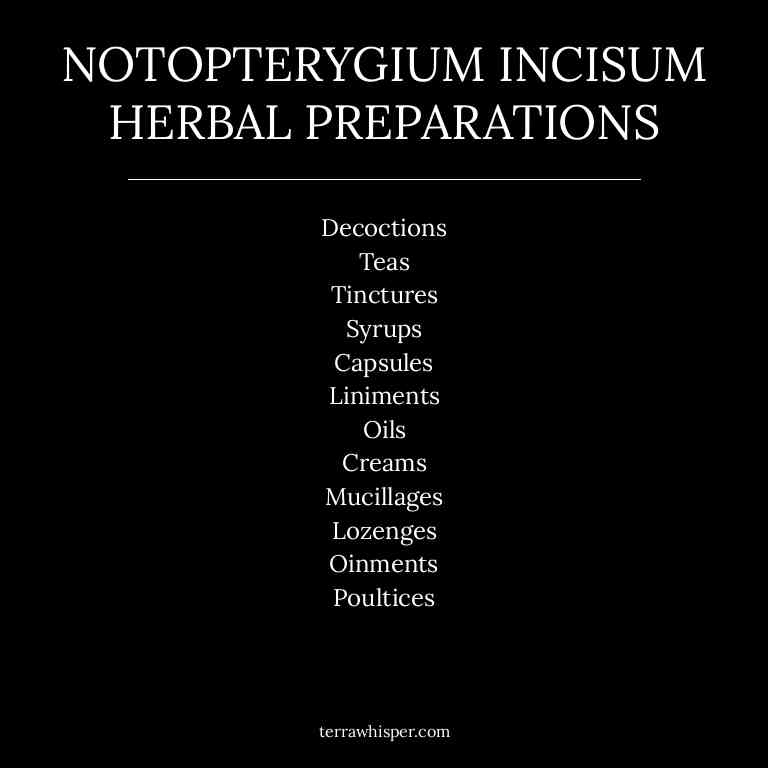 NOTOPTERYGIUM INCISUM
HERBAL PREPARATIONS
Decoctions
Teas
Tinctures
Syrups
Capsules
Liniments
Oils
Creams
Mucillages
Lozenges
Oinments
Poultices
terrawhisper.com